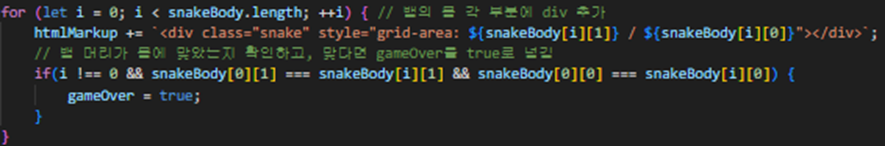 for (let i = 0; i < snakeBody.length; ++i) { // 뱀의 몸 각 부분에 div 추가
htmlMarkup += `<div class="snake" style="grid-area: ${snakeBody[i][1]} / ${snakeBody[i][0]}"></div>`;
// 뱀 머리가 몸에 맞았는지 확인하고, 맞다면 gameOver를 true로 넘김
if(i !== 0 && snakeBody[0][1] === snakeBody[i][1] && snakeBody[0][0] === snakeBody[i][0]) {
gameOver = true;
}
}